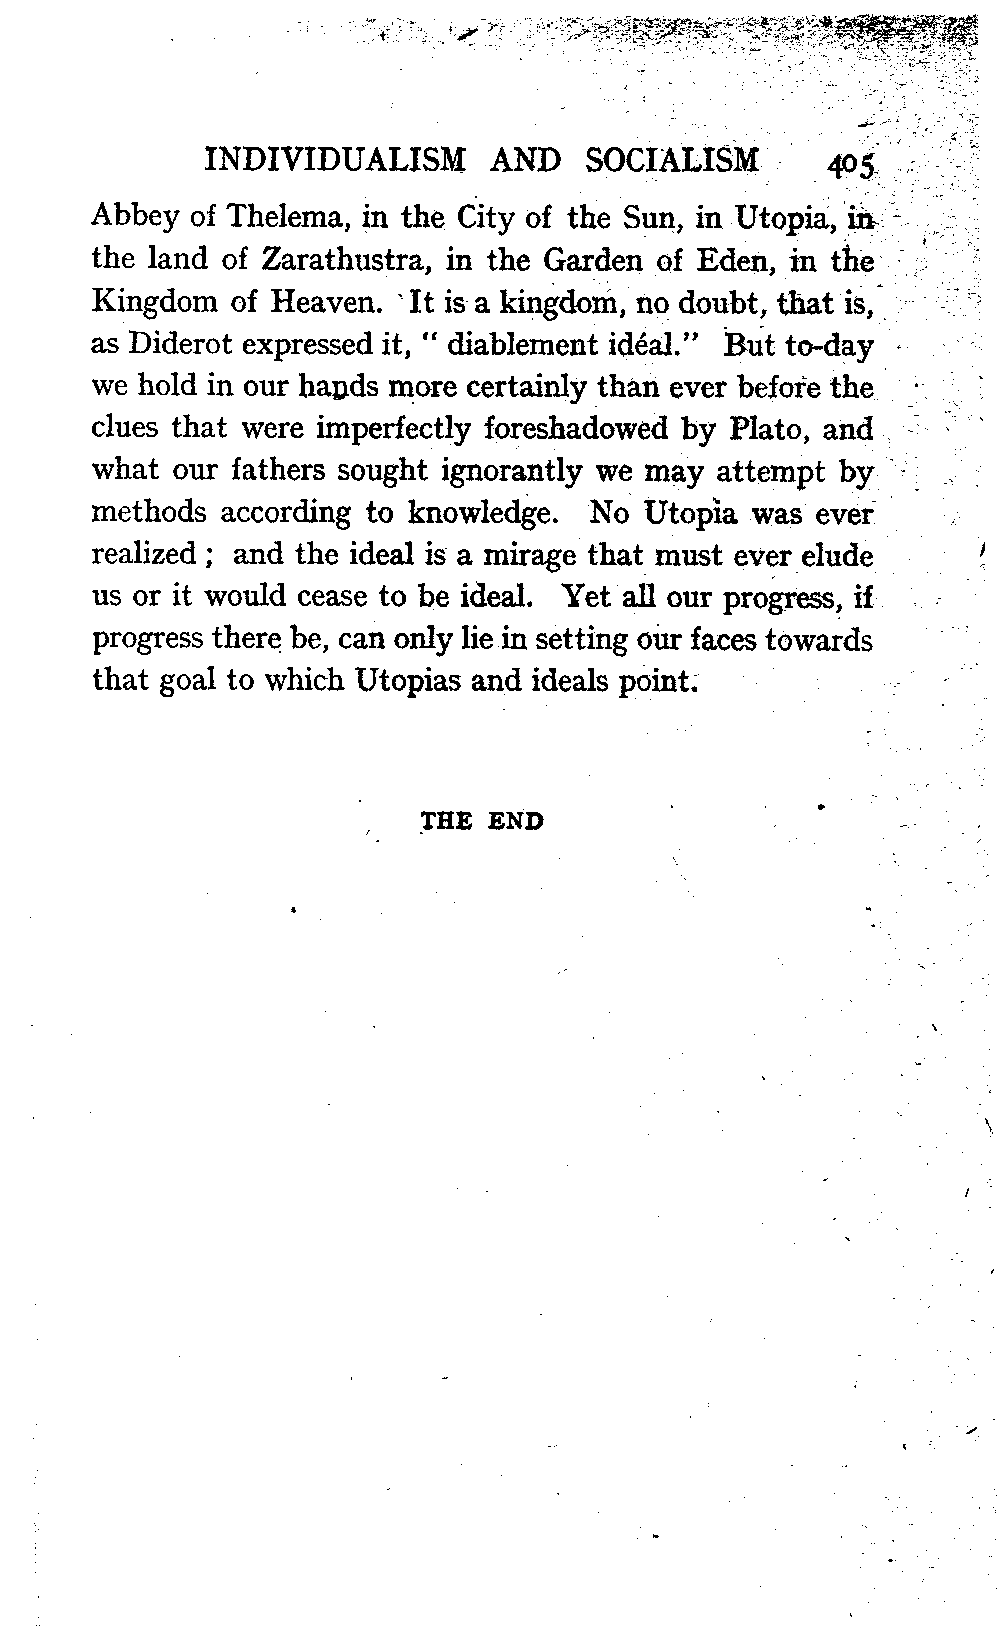 INDIVIDUALISM AND SOCIALISM 405
Abbey of Thelema, in the City of the Sun, in Utopia, in
the land of Zarathustra, in the Garden of Eden, in the
Kingdom of Heaven. It is a kingdom, no doubt, that is,
as Diderot expressed it, “ diablement idéal.” But to-day
we hold in our hands more certainly than ever before the
clues that were imperfectly foreshadowed by Plato, and
what our fathers sought ignorantly we may attempt by
methods according to knowledge. No Utopia was ever
realized ; and the ideal is a mirage that must ever elude
us or it would cease to be ideal. Yet all our progress, if
progress there be, can only lie in setting our faces towards
that goal to which Utopias and ideals point.
THE END